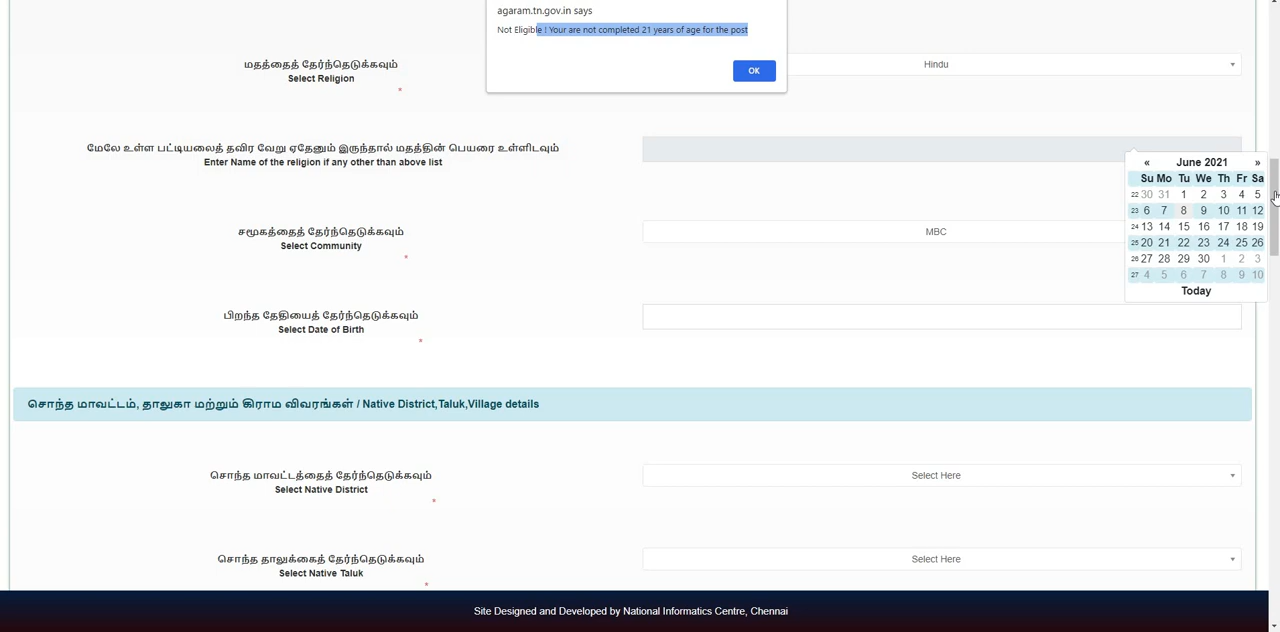 agaram.tn.gov.in says
Not Eligible ! Your are not completed 21 years of age for the post
OK
மதத்தைத் தேர்ந்தெடுக்கவும்
Select Religion
*
Hindu
மேலே உள்ள பட்டியலைத் தவிர வேறு ஏதேனும் இருந்தால் மதத்தின் பெயரை உள்ளிடவும்
Enter Name of the religion if any other than above list
« June 2021 »
Su Mo Tu We Th Fr Sa
22 30 31 1 2 3 4 5
23 6 7 8 9 10 11 12
24 13 14 15 16 17 18 19
25 20 21 22 23 24 25 26
26 27 28 29 30 1 2 3
27 4 5 6 7 8 9 10
Today
சமூகத்தைத் தேர்ந்தெடுக்கவும்
Select Community
*
MBC
பிறந்த தேதியைத் தேர்ந்தெடுக்கவும்
Select Date of Birth
*
சொந்த மாவட்டம், தாலுகா மற்றும் கிராம விவரங்கள் / Native District,Taluk,Village details
சொந்த மாவட்டத்தைத் தேர்ந்தெடுக்கவும்
Select Native District
*
Select Here
சொந்த தாலுக்கைத் தேர்ந்தெடுக்கவும்
Select Native Taluk
*
Select Here
Site Designed and Developed by National Informatics Centre, Chennai